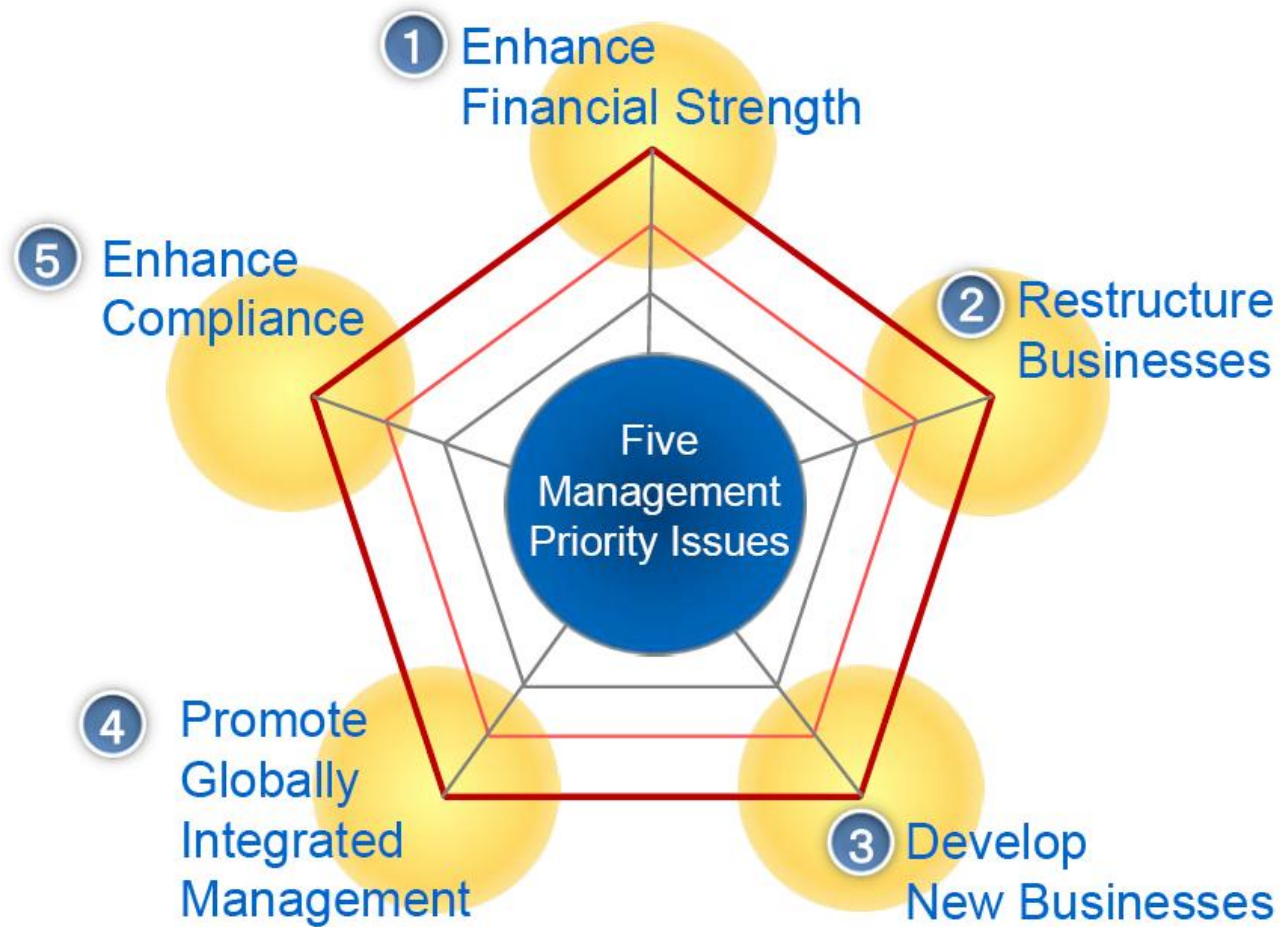 1 Enhance
Financial Strength
2 Restructure
Businesses
3 Develop
New Businesses
4 Promote
Globally
Integrated
Management
5 Enhance
Compliance
Five
Management
Priority Issues